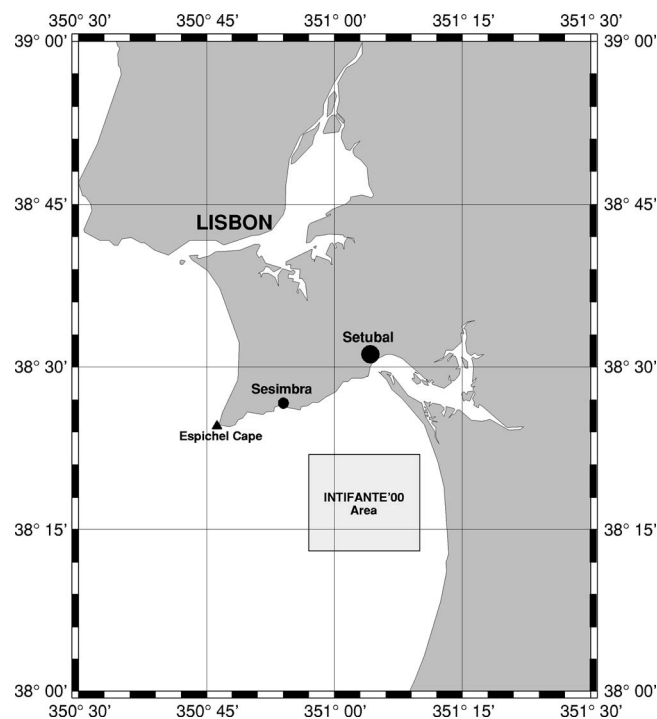 350° 30' 350° 45' 351° 00' 351° 15' 351° 30'
39° 00' 39° 00'
38° 45' 38° 45'
LISBON
Setubal
38° 30' 38° 30'
Sesimbra
Espichel Cape
INTIFANTE'00
Area
38° 15' 38° 15'
38° 00' 38° 00'
350° 30' 350° 45' 351° 00' 351° 15' 351° 30'